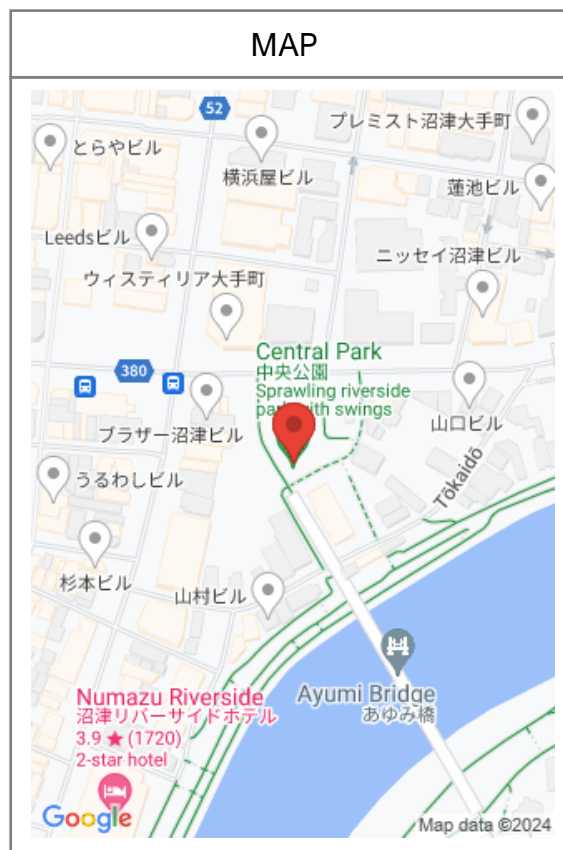 MAP
52
プレミスト沼津大手町
とらやビル
横浜屋ビル
蓮池ビル
Leedsビル
ニッセイ沼津ビル
ウィスティリア大手町
Central Park
中央公園
Sprawling riverside
park with swings
380
ブラザー沼津ビル
山口ビル
うるわしビル
Tōkaidō
杉本ビル
山村ビル
Ayumi Bridge
あゆみ橋
Numazu Riverside
沼津リバーサイドホテル
3.9 ★ (1720)
2-star hotel
Google
Map data ©2024